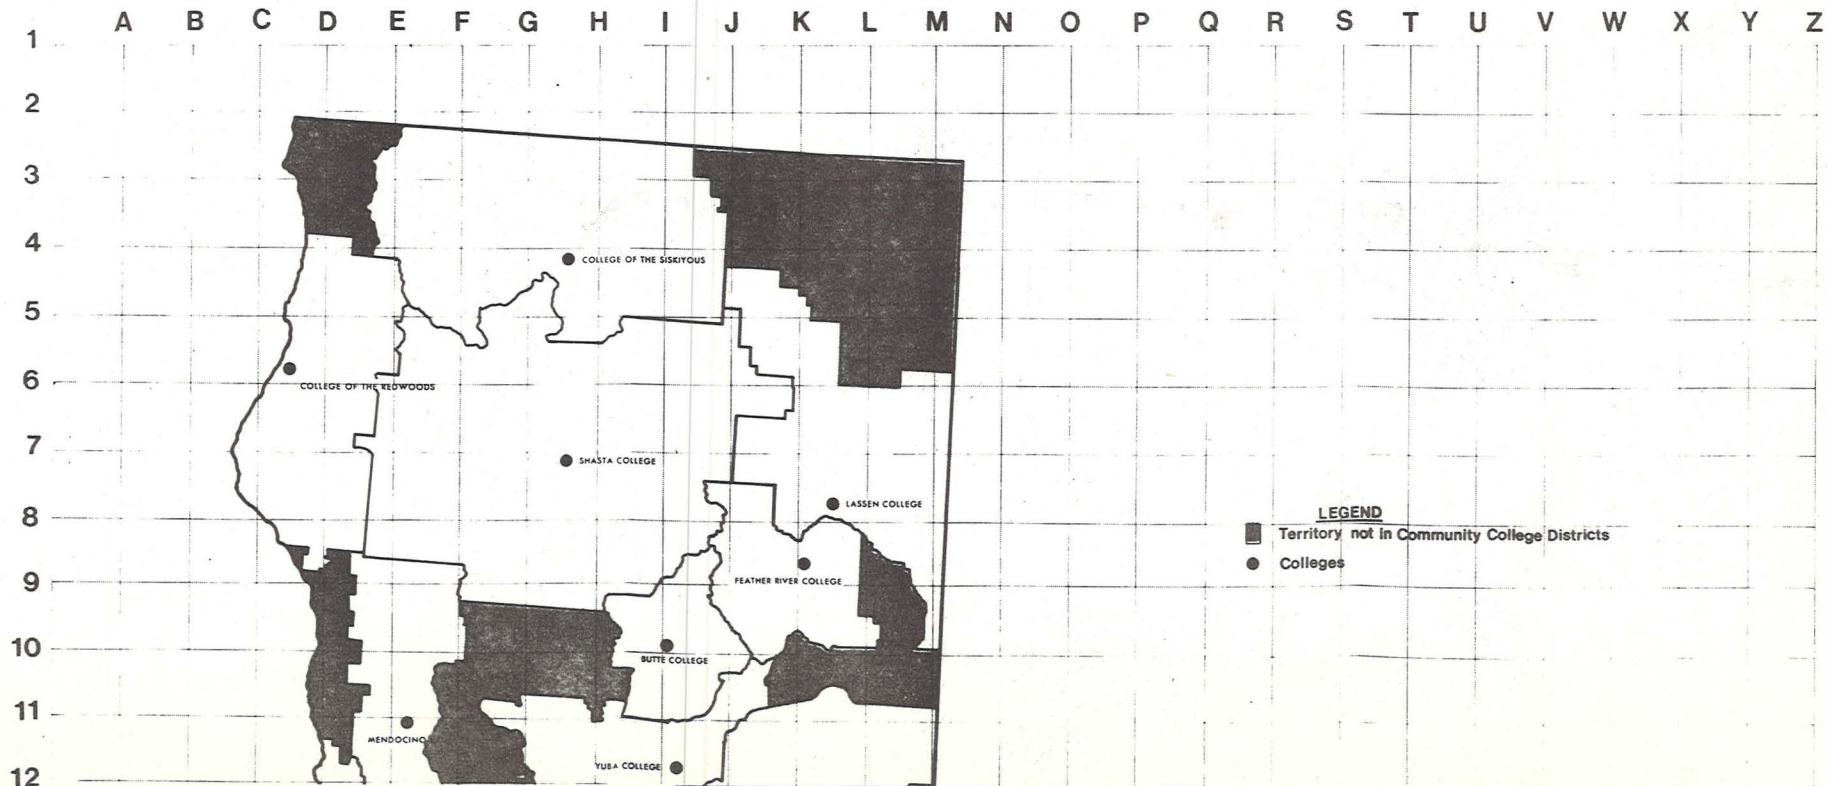 A B C D E F G H I J K L M N O P Q R S T U V W X Y Z
1
2
3
4
COLLEGE OF THE SISKIYOUS
5
6
COLLEGE OF THE REDWOODS
7
SHASTA COLLEGE
LASSEN COLLEGE
8
LEGEND
Territory not in Community College Districts
Colleges
9
FEATHER RIVER COLLEGE
10
BUTTE COLLEGE
11
MENDOCINO
YUBA COLLEGE
12